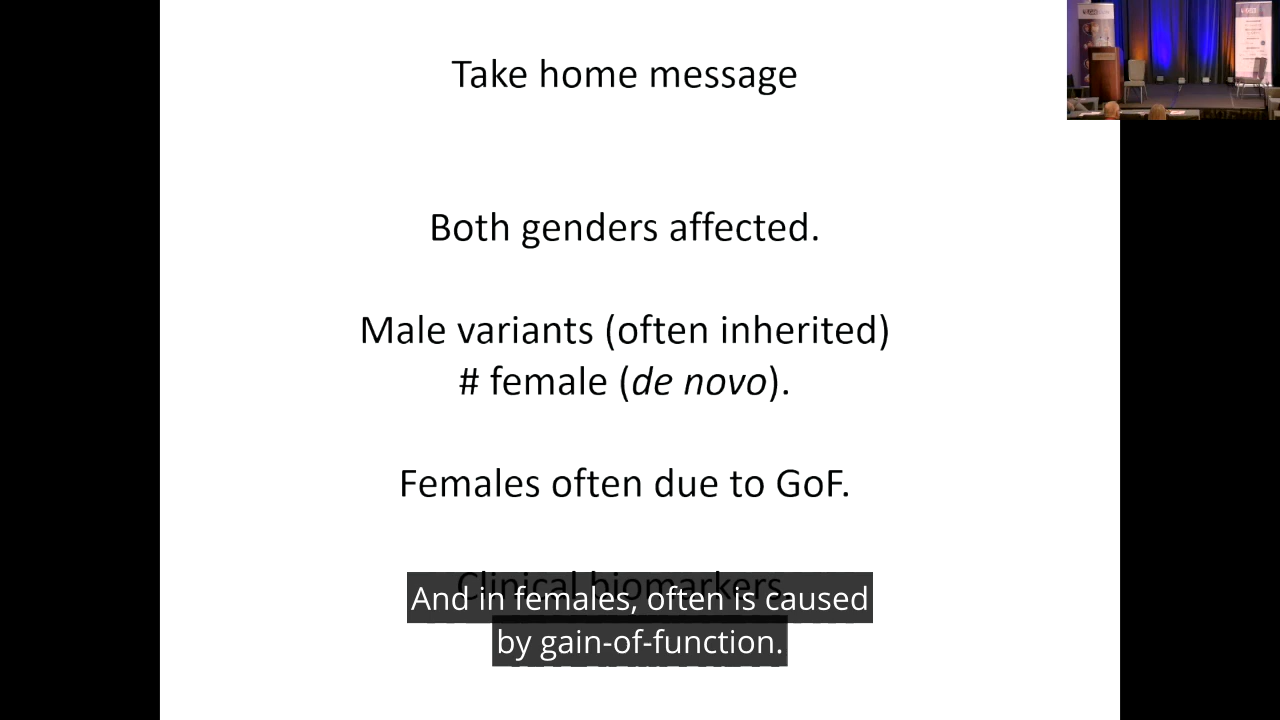 Take home message
Both genders affected.
Male variants (often inherited)
# female (de novo).
Females often due to GoF.
Clinical biomarkers
And in females, often is caused
by gain-of-function.